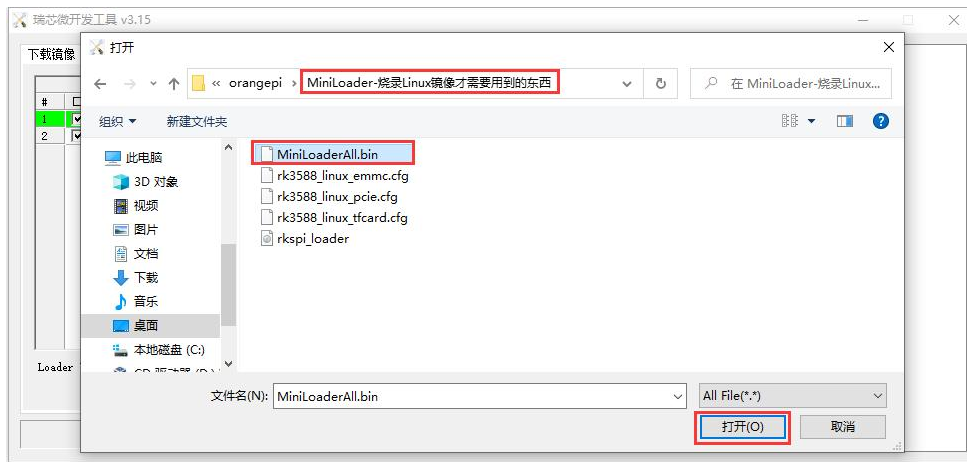 瑞芯微开发工具 v3.15
下载镜像
打开
« orangepi › MiniLoader-烧录Linux镜像才需要用到的东西
在 MiniLoader-烧录Linux...
组织
新建文件夹
#
1
2
此电脑
3D 对象
视频
图片
文档
下载
音乐
桌面
本地磁盘 (C:)
MiniLoaderAll.bin
rk3588_linux_emmc.cfg
rk3588_linux_pcie.cfg
rk3588_linux_tfcard.cfg
rkspi_loader
Loader
文件名(N):
MiniLoaderAll.bin
All File(*.*)
打开(O)
取消